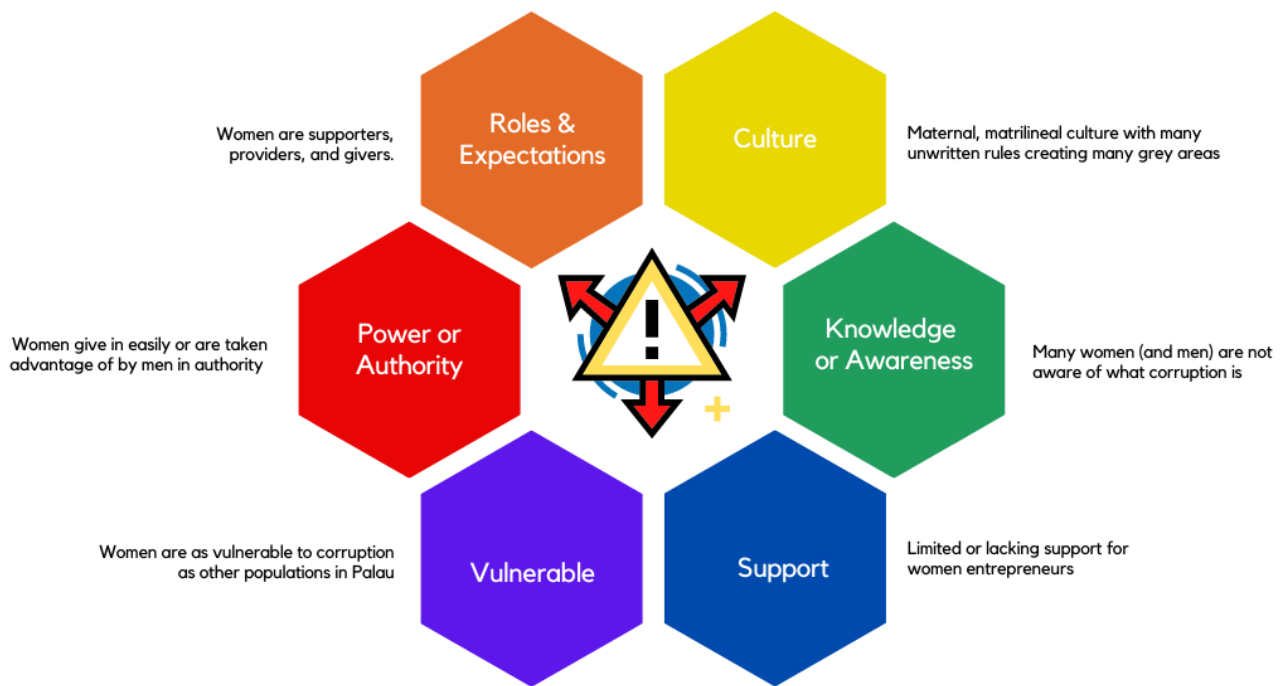 Women are supporters,
providers, and givers.
Roles &
Expectations
Culture
Maternal, matrilineal culture with many
unwritten rules creating many grey areas
Women give in easily or are taken
advantage of by men in authority
Power or
Authority
Knowledge
or Awareness
Many women (and men) are not
aware of what corruption is
Women are as vulnerable to corruption
as other populations in Palau
Vulnerable
Support
Limited or lacking support for
women entrepreneurs